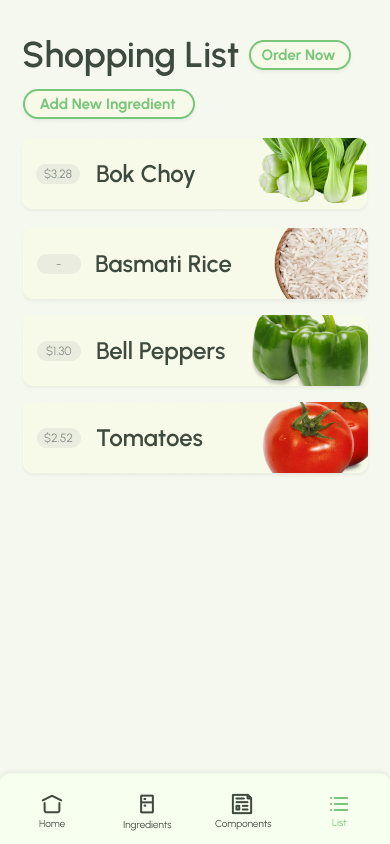 Shopping List Order Now
Add New Ingredient
$3.28 Bok Choy
- Basmati Rice
$1.30 Bell Peppers
$2.52 Tomatoes
Home Ingredients Components List